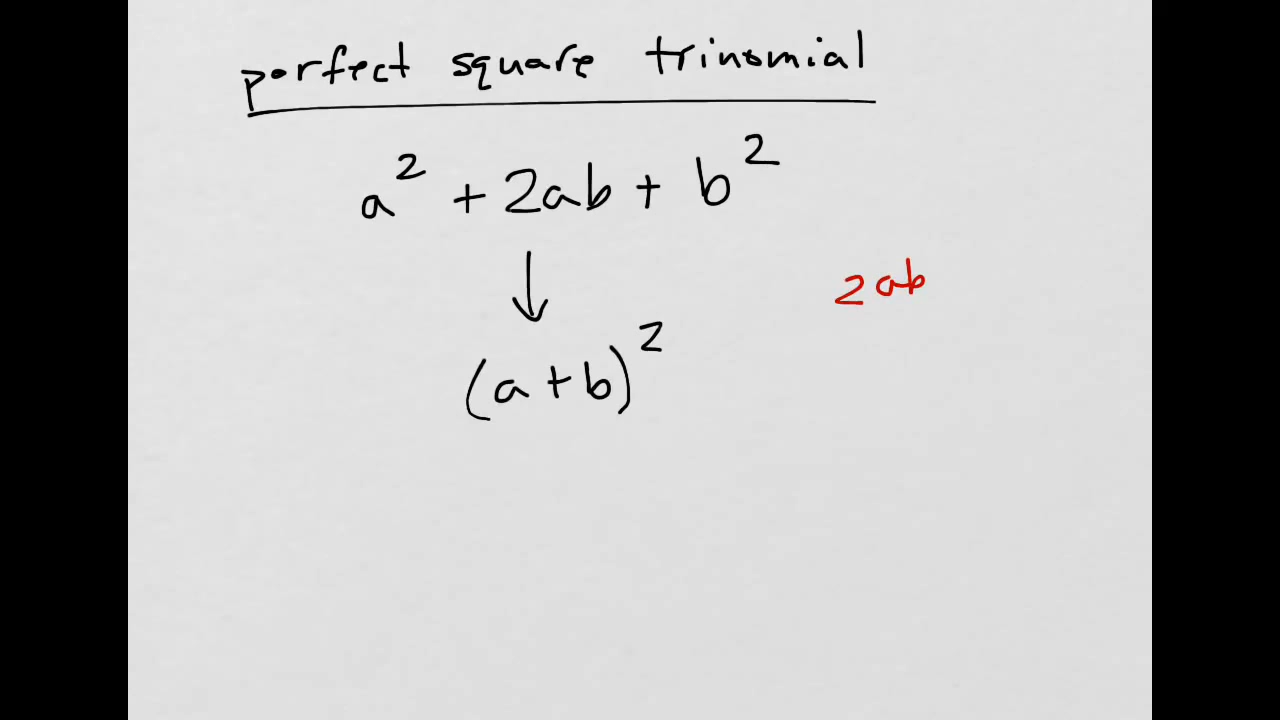 perfect square trinomial
a² + 2ab + b²
↓
2ab
(a + b)²